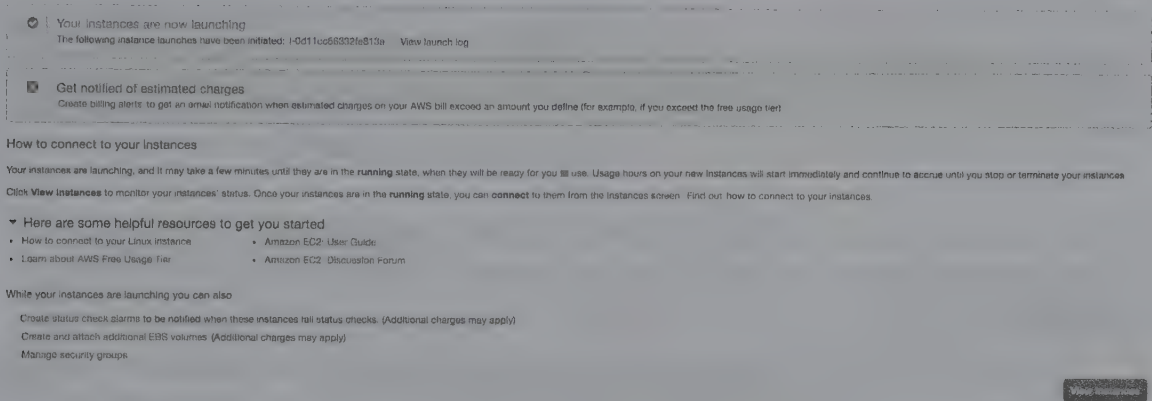 Your instances are now launching
The following instance launches have been initiated: View launch log
Get notified of estimated charges
Create billing alerts to get an email notification when estimated charges on your AWS bill exceed an amount you define (for example, if you exceed the free usage tier)
How to connect to your instances
Your instances are launching, and it may take a few minutes until they are in the running state, when they will be ready for you use. Usage hours on your new instances will start immediately and continue to accrue until you stop or terminate your instances
Click View Instances to monitor your instances' status. Once your instances are in the running state, you can connect to them from the Instances screen. Find out how to connect to your instances.
Here are some helpful resources to get you started
How to connect to your Linux instance
Amazon EC2: User Guide
Learn about AWS Free Usage Tier
Amazon EC2: Discussion Forum
While your instances are launching you can also
Create status check alarms to be notified when these instances fail status checks. (Additional charges may apply)
Create and attach additional EBS volumes (Additional charges may apply)
Manage security groups
View Instances